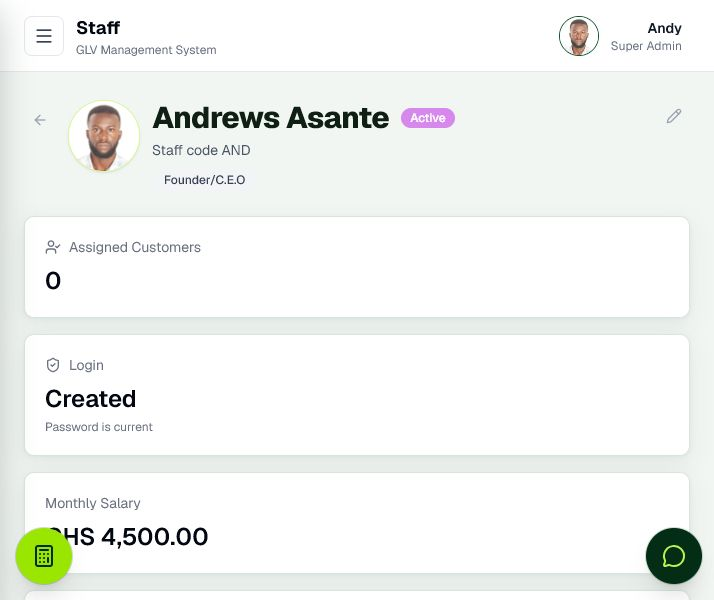 Staff
GLV Management System
Andy
Super Admin
Andrews Asante
Active
Staff code AND
Founder/C.E.O
Assigned Customers
0
Login
Created
Password is current
Monthly Salary
GHS 4,500.00